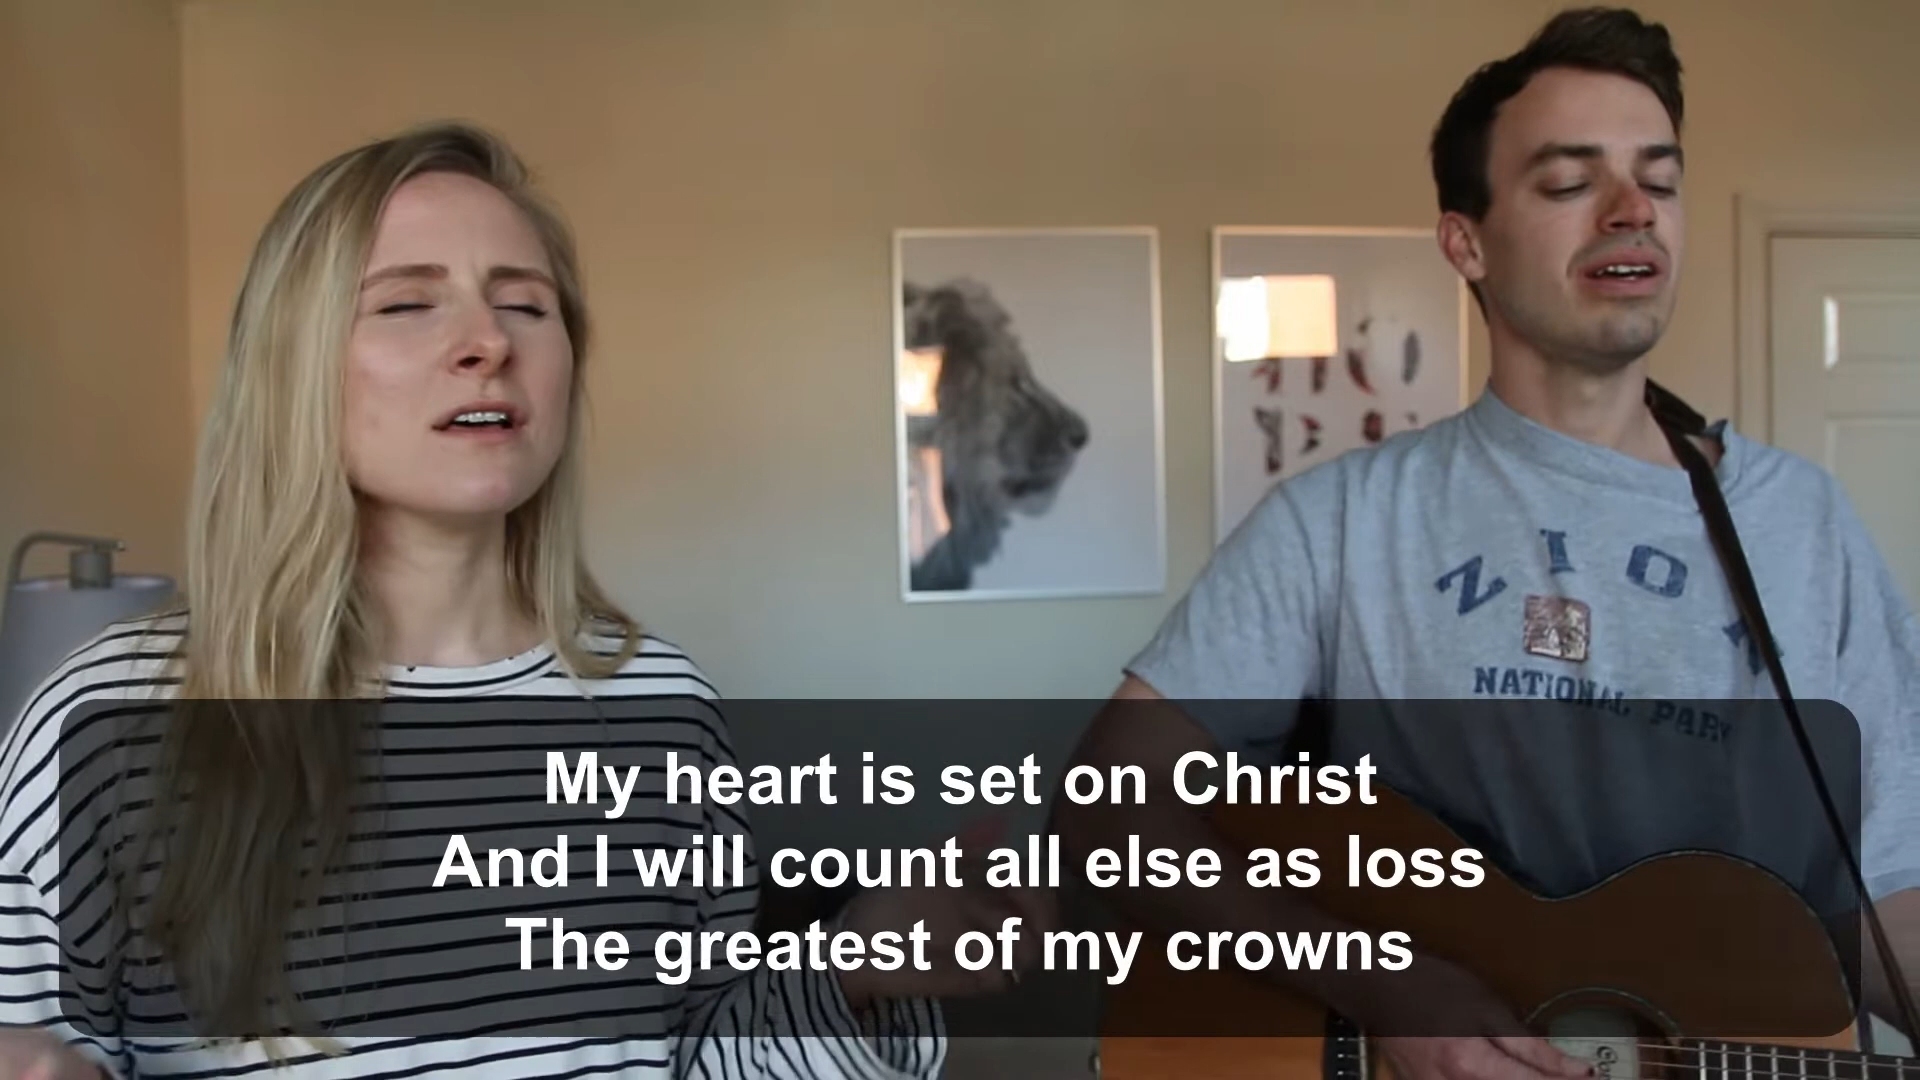 ZION
NATIONAL PARK
My heart is set on Christ
And I will count all else as loss
The greatest of my crowns